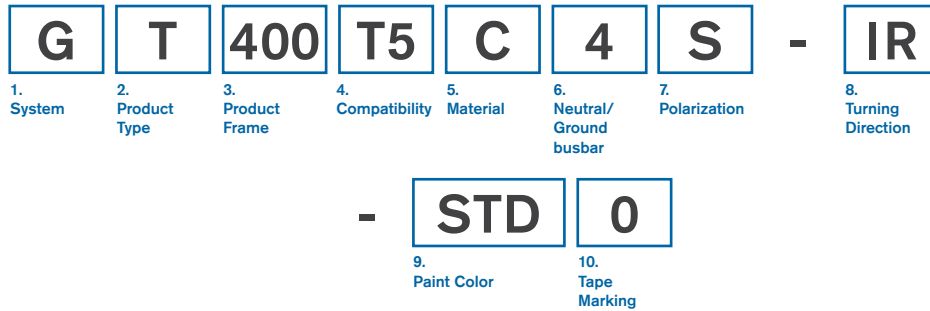 G T 400 T5 C 4 S - IR
1. 2. 3. 4. 5. 6. 7. 8.
System Product Product Compatibility Material Neutral/ Polarization Turning
Type Frame Ground Direction
busbar
- STD 0
9. 10.
Paint Color Tape
Marking